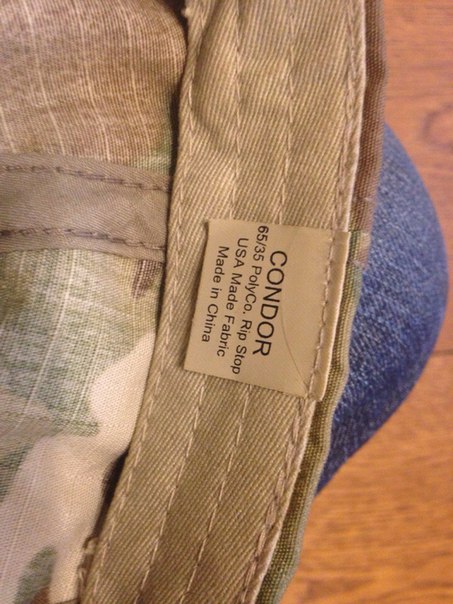 CONDOR
65/35 PolyCo. Rip Stop
USA Made Fabric
Made in China